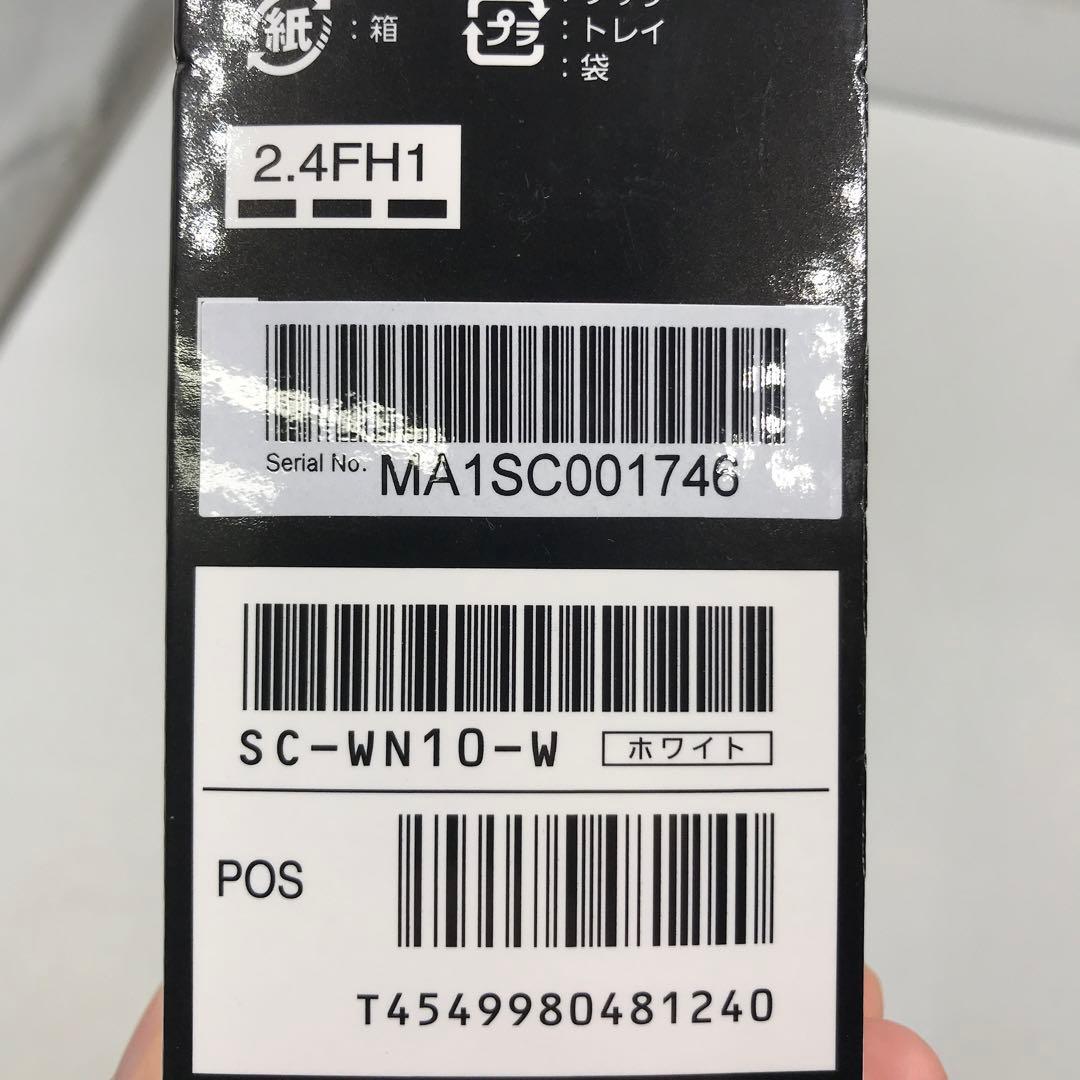 紙 : 箱
プラ : トレイ
: 袋
2.4FH1
Serial No. MA1SC001746
SC-WN10-W ホワイト
POS
T4549980481240